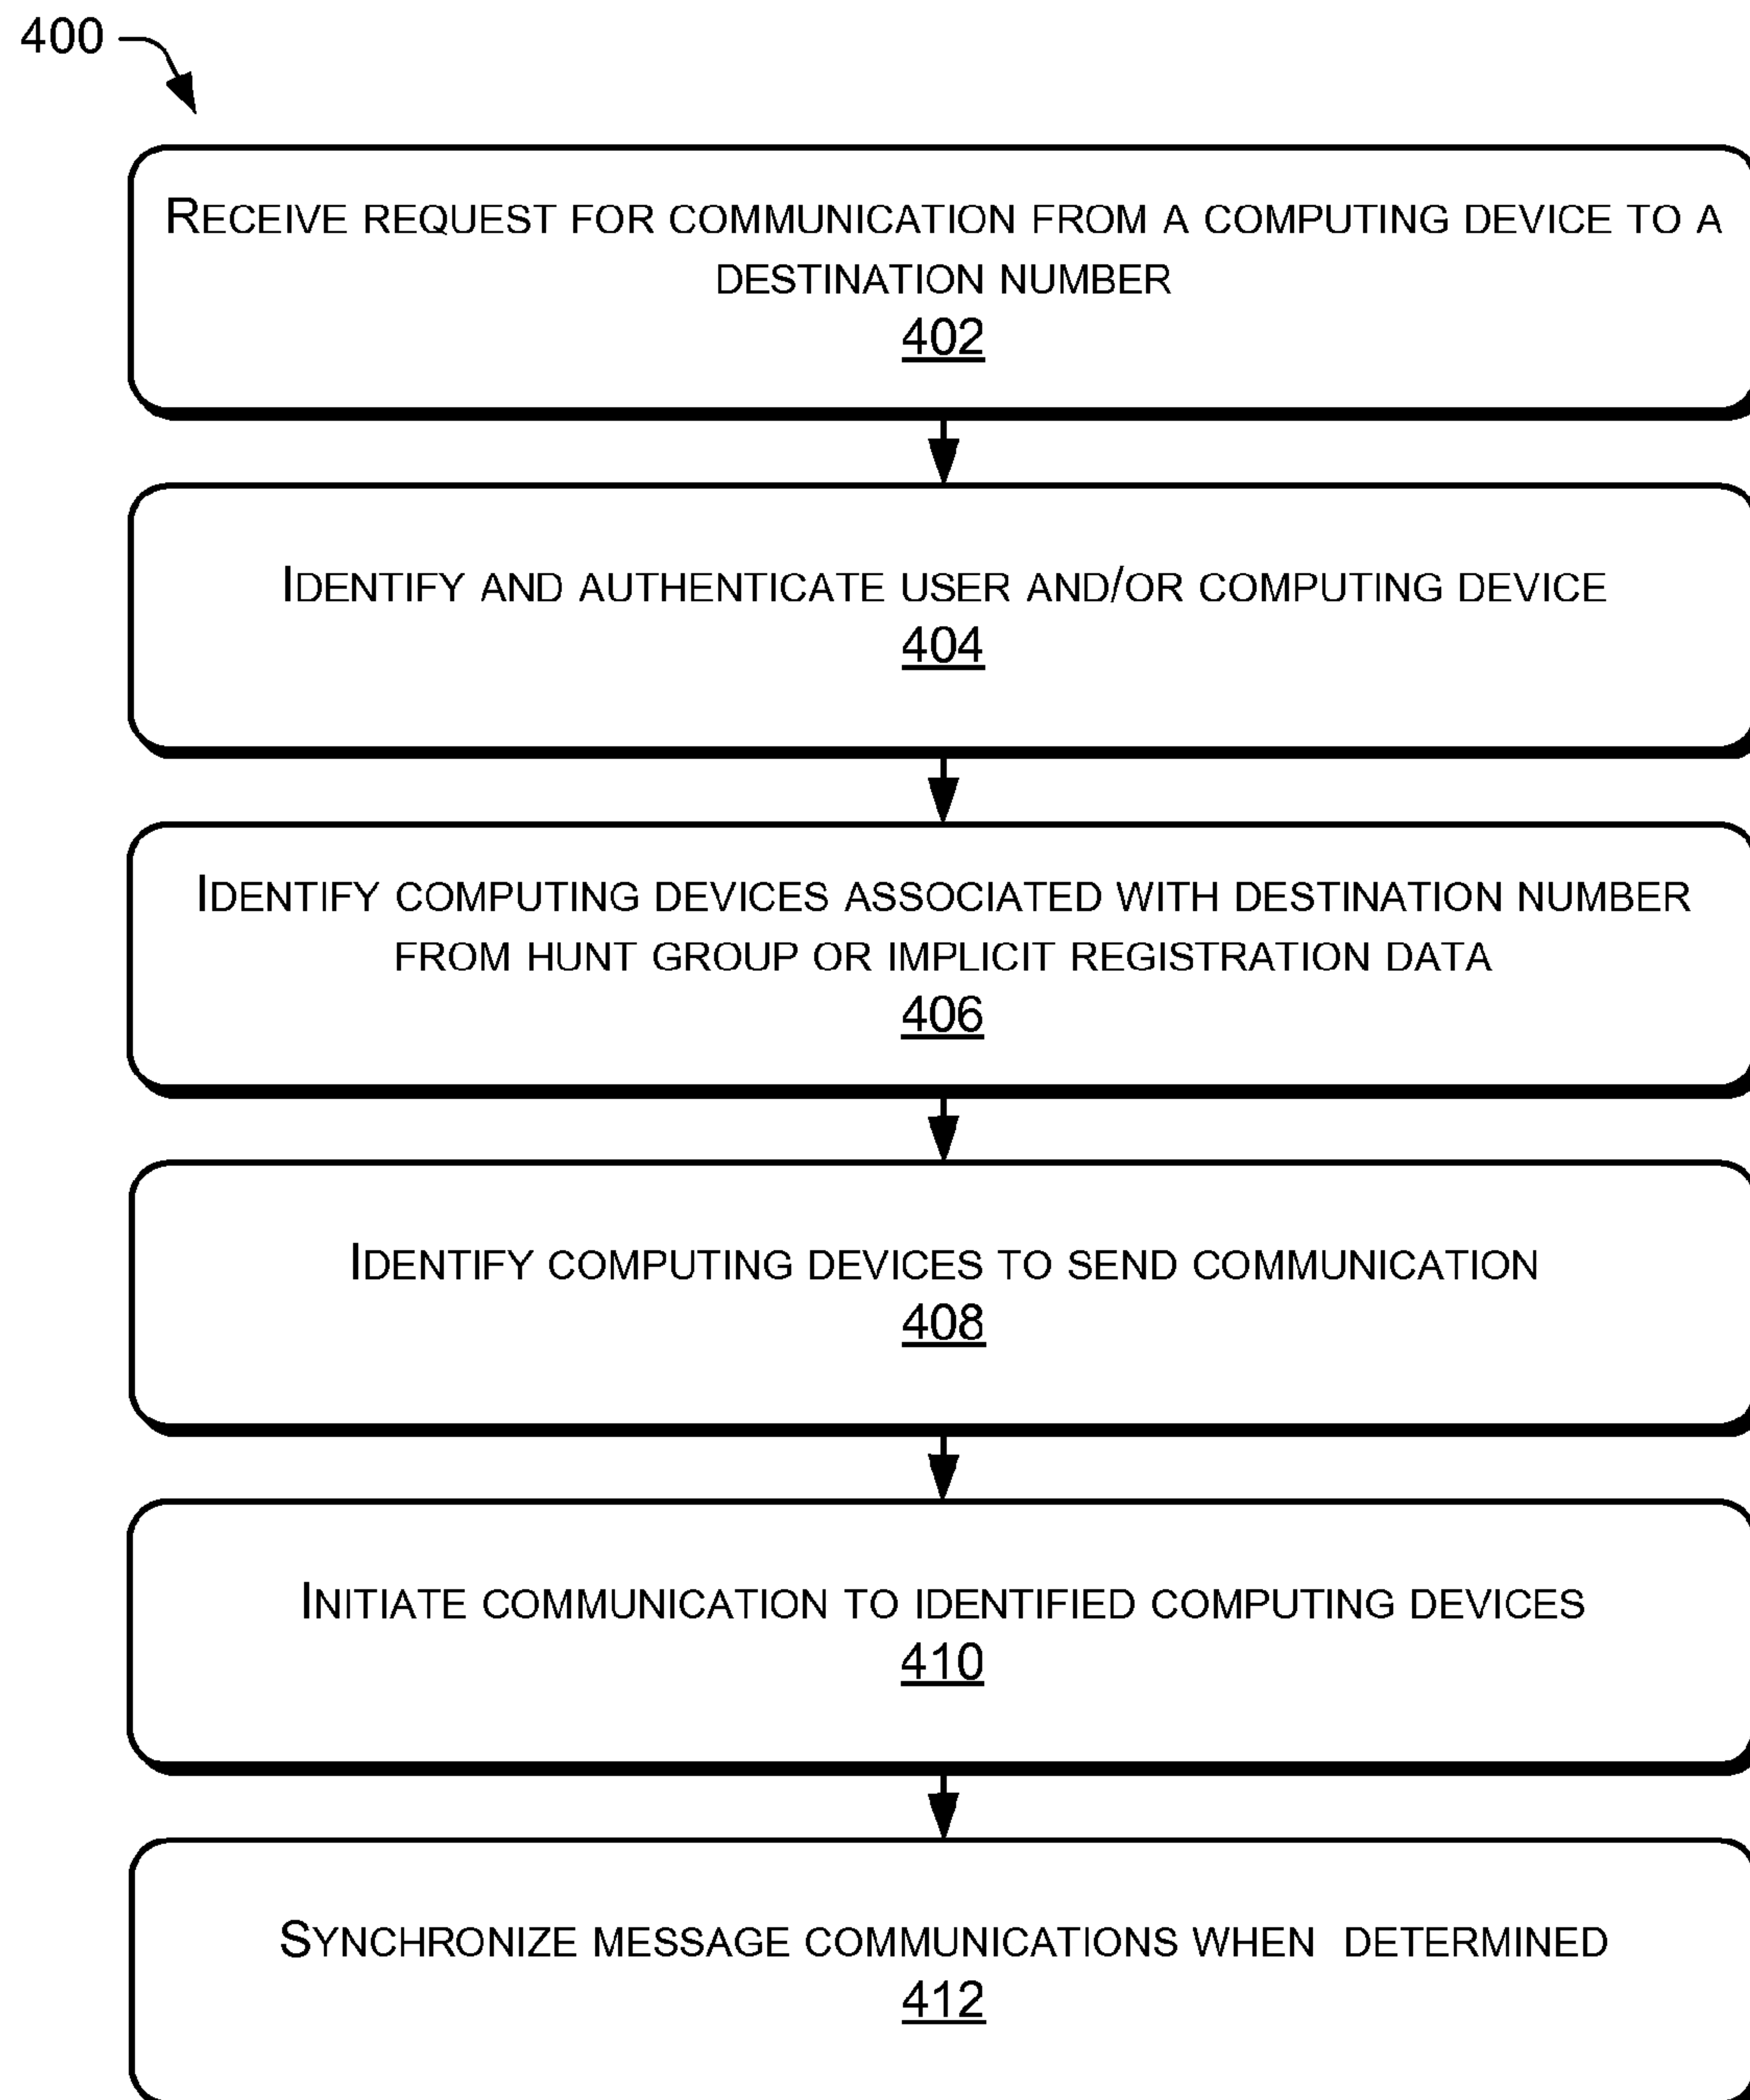 400
RECEIVE REQUEST FOR COMMUNICATION FROM A COMPUTING DEVICE TO A
DESTINATION NUMBER
402
IDENTIFY AND AUTHENTICATE USER AND/OR COMPUTING DEVICE
404
IDENTIFY COMPUTING DEVICES ASSOCIATED WITH DESTINATION NUMBER
FROM HUNT GROUP OR IMPLICIT REGISTRATION DATA
406
IDENTIFY COMPUTING DEVICES TO SEND COMMUNICATION
408
INITIATE COMMUNICATION TO IDENTIFIED COMPUTING DEVICES
410
SYNCHRONIZE MESSAGE COMMUNICATIONS WHEN DETERMINED
412